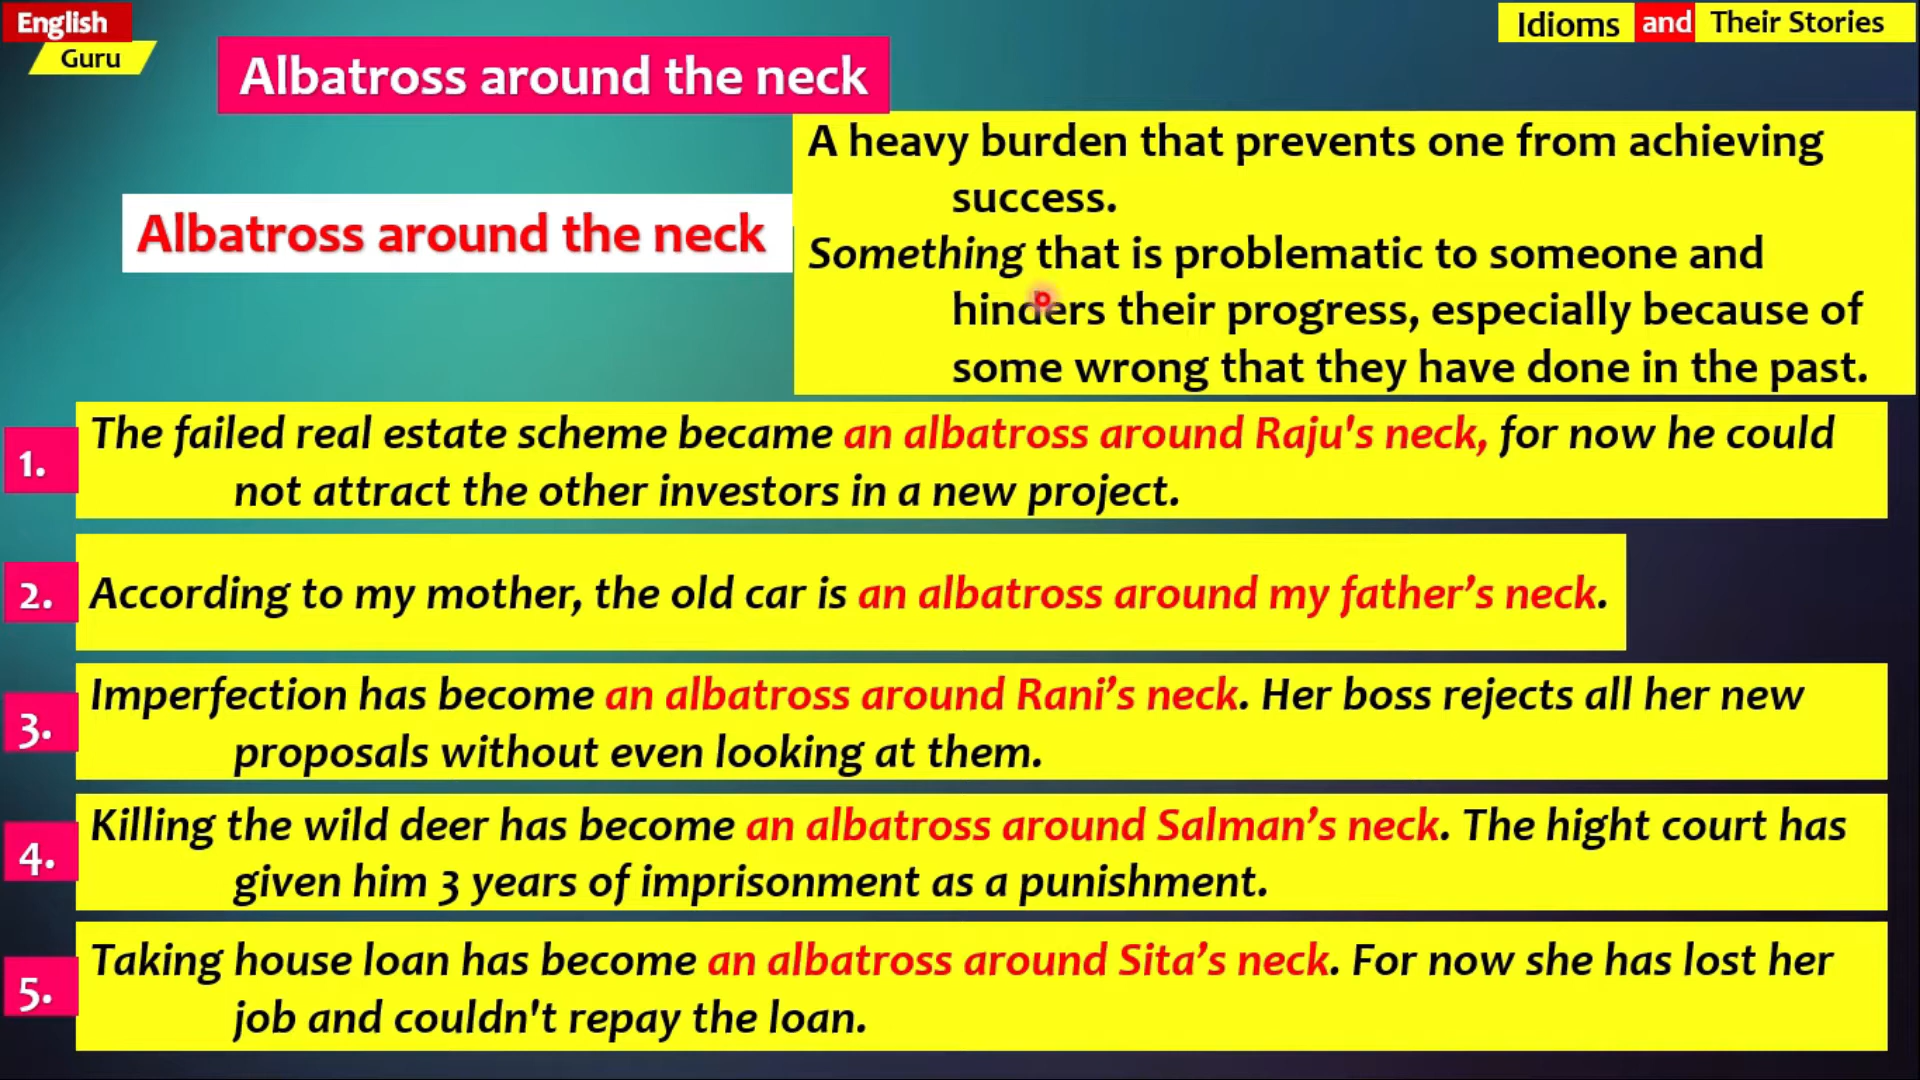 English
Guru
Idioms and Their Stories
Albatross around the neck
Albatross around the neck
A heavy burden that prevents one from achieving
success.
Something that is problematic to someone and
hinders their progress, especially because of
some wrong that they have done in the past.
1. The failed real estate scheme became an albatross around Raju's neck, for now he could
not attract the other investors in a new project.
2. According to my mother, the old car is an albatross around my father’s neck.
3. Imperfection has become an albatross around Rani’s neck. Her boss rejects all her new
proposals without even looking at them.
4. Killing the wild deer has become an albatross around Salman’s neck. The hight court has
given him 3 years of imprisonment as a punishment.
5. Taking house loan has become an albatross around Sita’s neck. For now she has lost her
job and couldn't repay the loan.